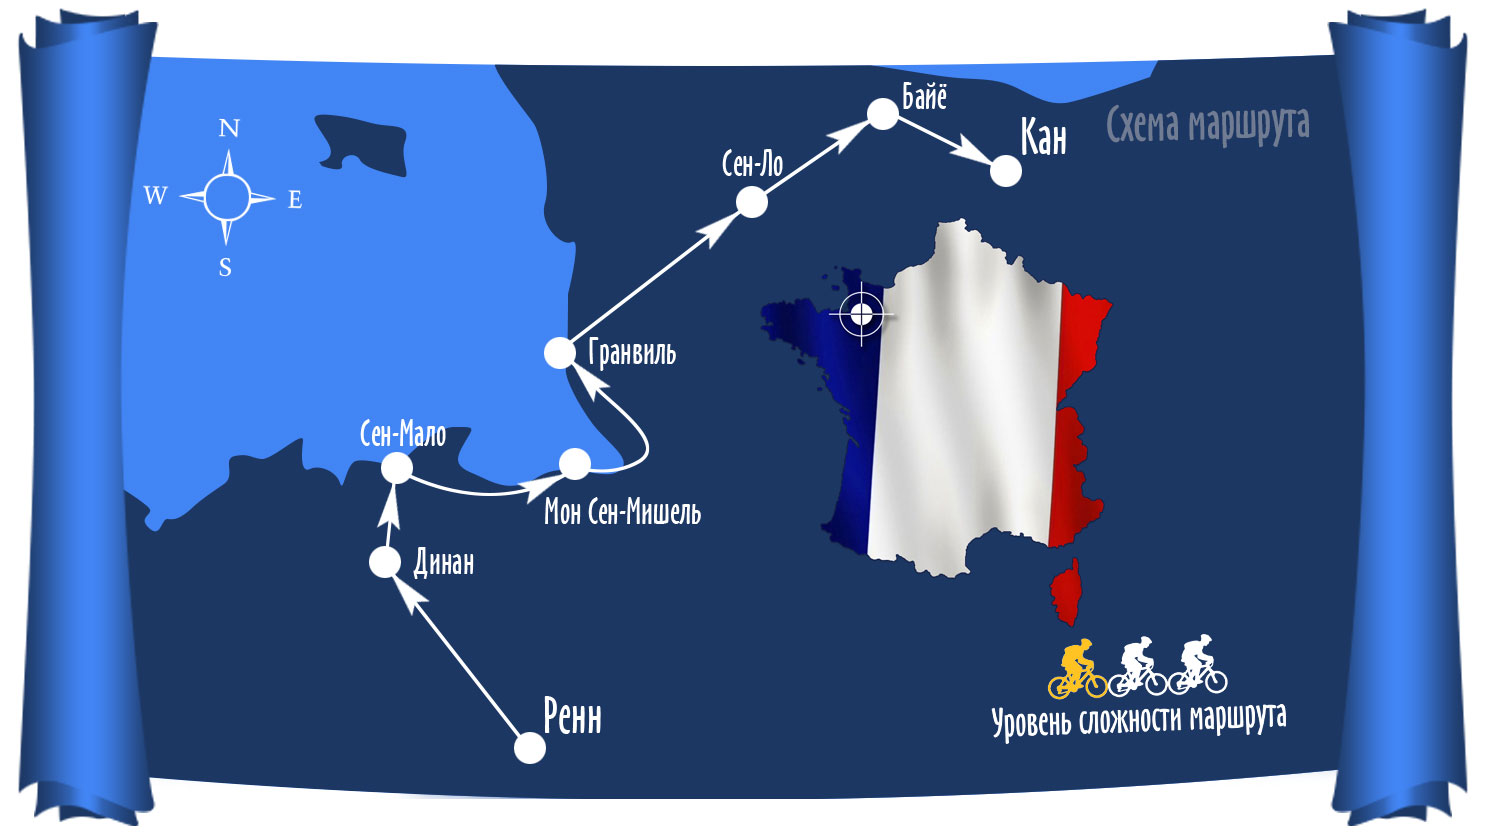 Байё
Схема маршрута
N
Кан
Сен-Ло
W
E
S
Гранвиль
Сен-Мало
Мон Сен-Мишель
Динан
Ренн
Уровень сложности маршрута